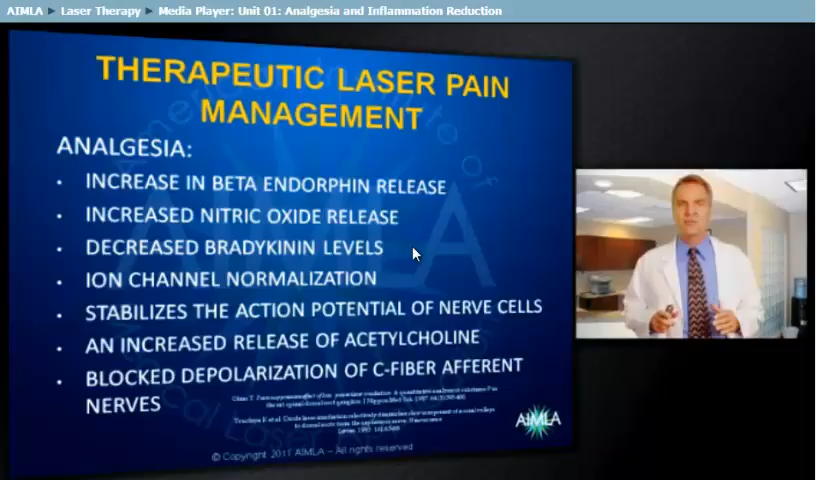 AIMLA ► Laser Therapy ► Media Player: Unit 01: Analgesia and Inflammation Reduction
THERAPEUTIC LASER PAIN
MANAGEMENT
ANALGESIA:
• INCREASE IN BETA ENDORPHIN RELEASE
• INCREASED NITRIC OXIDE RELEASE
• DECREASED BRADYKININ LEVELS
• ION CHANNEL NORMALIZATION
• STABILIZES THE ACTION POTENTIAL OF NERVE CELLS
• AN INCREASED RELEASE OF ACETYLCHOLINE
• BLOCKED DEPOLARIZATION OF C-FIBER AFFERENT
NERVES
AIMLA
© Copyright 2011 AIMLA – All rights reserved